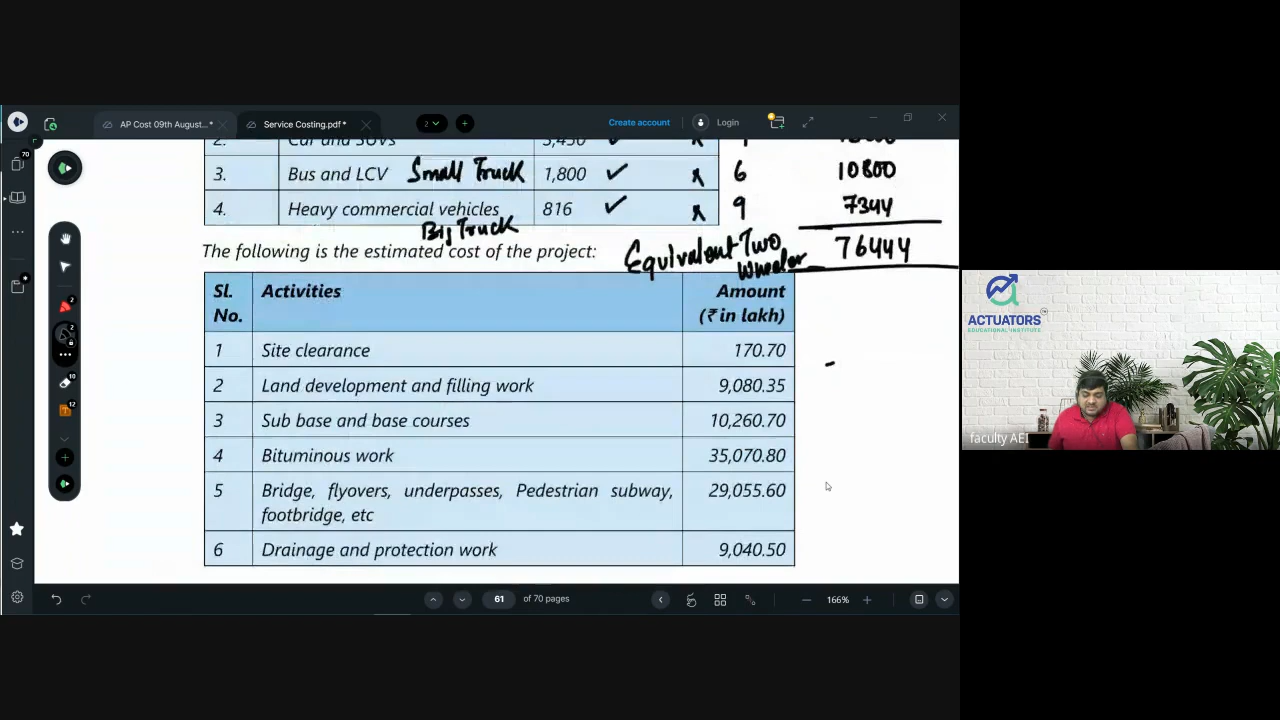 AP Cost 09th August...*
Service Costing.pdf *
2
Create account
Login
2. Car and SUVs 3,450
3. Bus and LCV Small Truck 1,800 ✓ x 6 10800
4. Heavy commercial vehicles 816 ✓ x 9 7344
Big Truck
The following is the estimated cost of the project: Equivalent Two Wheeler 76444
Sl. No. Activities Amount (₹ in lakh)
1 Site clearance 170.70
2 Land development and filling work 9,080.35
3 Sub base and base courses 10,260.70
4 Bituminous work 35,070.80
5 Bridge, flyovers, underpasses, Pedestrian subway,
footbridge, etc 29,055.60
6 Drainage and protection work 9,040.50
61 of 70 pages
166%
ACTUATORS
EDUCATIONAL INSTITUTE
faculty AEI